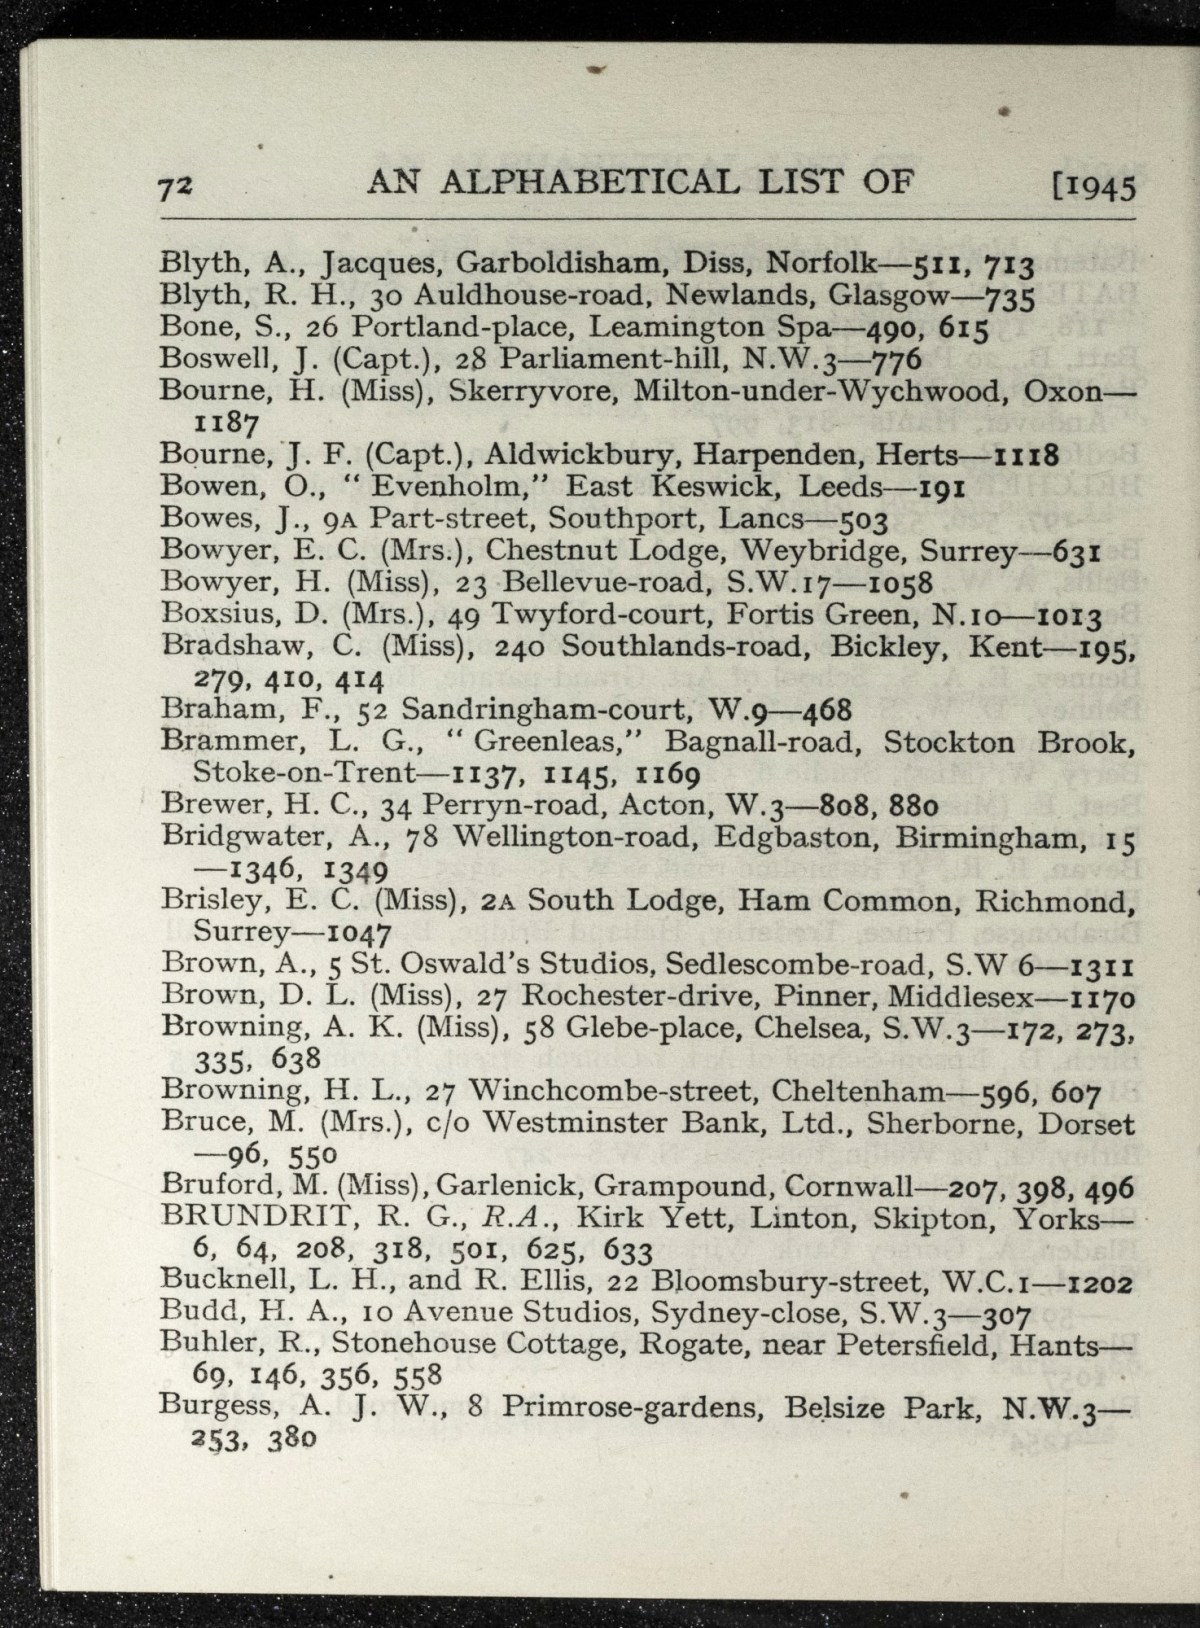 72 AN ALPHABETICAL LIST OF [1945
Blyth, A., Jacques, Garboldisham, Diss, Norfolk—511, 713
Blyth, R. H., 30 Auldhouse-road, Newlands, Glasgow—735
Bone, S., 26 Portland-place, Leamington Spa—490, 615
Boswell, J. (Capt.), 28 Parliament-hill, N.W.3—776
Bourne, H. (Miss), Skerryvore, Milton-under-Wychwood, Oxon—
1187
Bourne, J. F. (Capt.), Aldwickbury, Harpenden, Herts—1118
Bowen, O., “ Evenholm,” East Keswick, Leeds—191
Bowes, J., 9A Part-street, Southport, Lancs—503
Bowyer, E. C. (Mrs.), Chestnut Lodge, Weybridge, Surrey—631
Bowyer, H. (Miss), 23 Bellevue-road, S.W.17—1058
Boxsius, D. (Mrs.), 49 Twyford-court, Fortis Green, N.10—1013
Bradshaw, C. (Miss), 240 Southlands-road, Bickley, Kent—195,
279, 410, 414
Braham, F., 52 Sandringham-court, W.9—468
Brammer, L. G., “ Greenleas,” Bagnall-road, Stockton Brook,
Stoke-on-Trent—1137, 1145, 1169
Brewer, H. C., 34 Perryn-road, Acton, W.3—808, 880
Bridgwater, A., 78 Wellington-road, Edgbaston, Birmingham, 15
—1346, 1349
Brisley, E. C. (Miss), 2A South Lodge, Ham Common, Richmond,
Surrey—1047
Brown, A., 5 St. Oswald’s Studios, Sedlescombe-road, S.W 6—1311
Brown, D. L. (Miss), 27 Rochester-drive, Pinner, Middlesex—1170
Browning, A. K. (Miss), 58 Glebe-place, Chelsea, S.W.3—172, 273,
335, 638
Browning, H. L., 27 Winchcombe-street, Cheltenham—596, 607
Bruce, M. (Mrs.), c/o Westminster Bank, Ltd., Sherborne, Dorset
—96, 550
Bruford, M. (Miss), Garlenick, Grampound, Cornwall—207, 398, 496
BRUNDRIT, R. G., R.A., Kirk Yett, Linton, Skipton, Yorks—
6, 64, 208, 318, 501, 625, 633
Bucknell, L. H., and R. Ellis, 22 Bloomsbury-street, W.C.1—1202
Budd, H. A., 10 Avenue Studios, Sydney-close, S.W.3—307
Buhler, R., Stonehouse Cottage, Rogate, near Petersfield, Hants—
69, 146, 356, 558
Burgess, A. J. W., 8 Primrose-gardens, Belsize Park, N.W.3—
253, 380